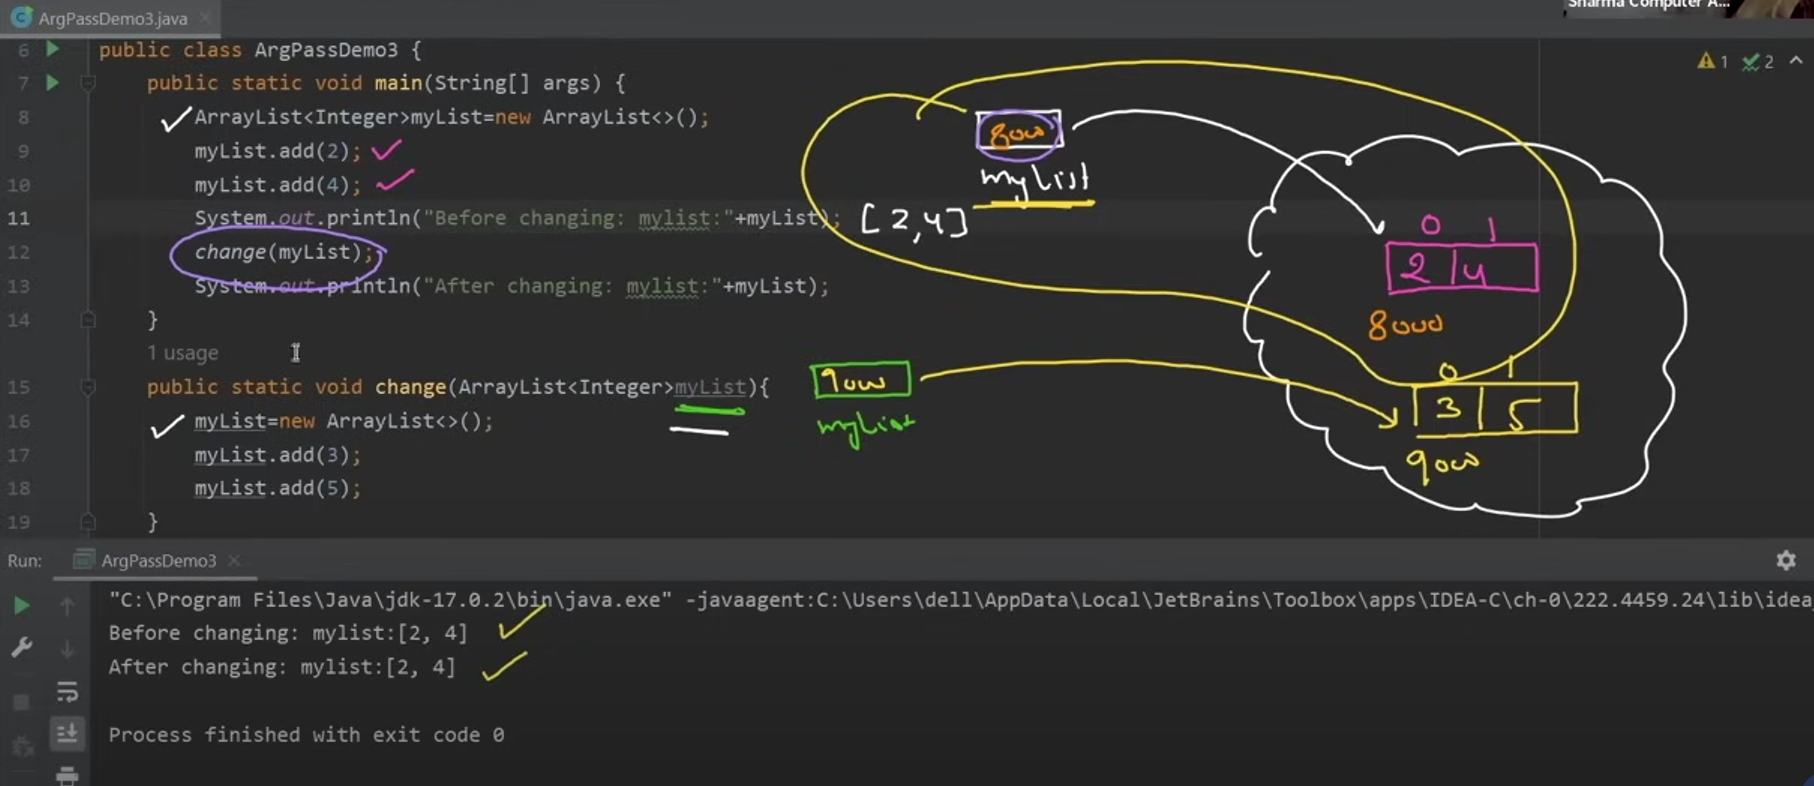 Sharma Computer A...
ArgPassDemo3.java
6 public class ArgPassDemo3 {
1 2
7 public static void main(String[] args) {
8 ArrayList<Integer>myList=new ArrayList<>();
9 myList.add(2);
10 myList.add(4);
11 System.out.println("Before changing: mylist:"+myList);
12 change(myList);
13 System.out.println("After changing: mylist:"+myList);
14 }
1 usage
15 public static void change(ArrayList<Integer>myList){
16 myList=new ArrayList<>();
17 myList.add(3);
18 myList.add(5);
19 }
8000
mylist
[2,4]
0 1
2 4
8000
9000
mylist
0 1
3 5
9000
Run: ArgPassDemo3
"C:\Program Files\Java\jdk-17.0.2\bin\java.exe" -javaagent:C:\Users\dell\AppData\Local\JetBrains\Toolbox\apps\IDEA-C\ch-0\222.4459.24\lib\idea
Before changing: mylist:[2, 4]
After changing: mylist:[2, 4]
Process finished with exit code 0